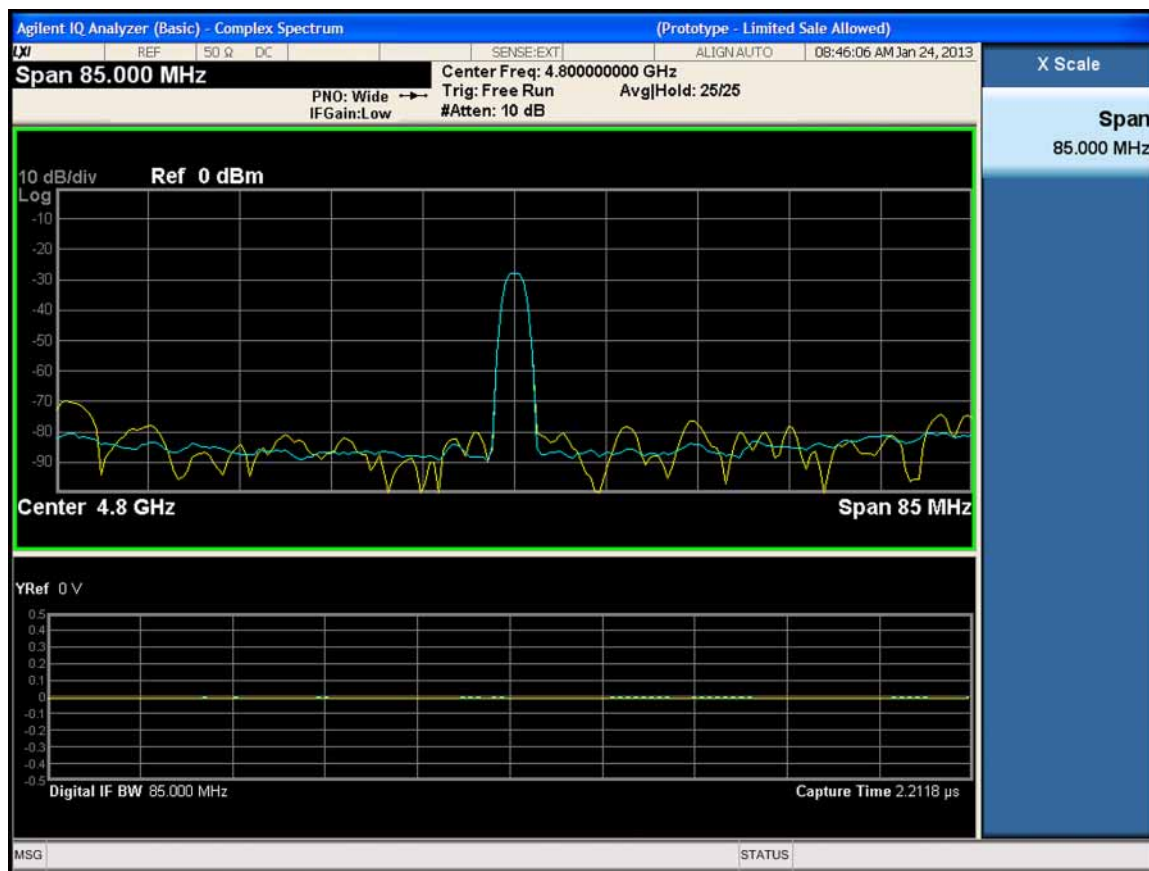 Agilent IQ Analyzer (Basic) - Complex Spectrum (Prototype - Limited Sale Allowed)
LXI REF 50 Ω DC SENSE:EXT ALIGN AUTO 08:46:06 AM Jan 24, 2013
Span 85.000 MHz
Center Freq: 4.800000000 GHz
PNO: Wide Trig: Free Run Avg|Hold: 25/25
IFGain:Low #Atten: 10 dB
X Scale
Span
85.000 MHz
10 dB/div Ref 0 dBm
Log
-10
-20
-30
-40
-50
-60
-70
-80
-90
Center 4.8 GHz Span 85 MHz
YRef 0 V
0.5
0.4
0.3
0.2
0.1
0
-0.1
-0.2
-0.3
-0.4
-0.5
Digital IF BW 85.000 MHz Capture Time 2.2118 µs
MSG STATUS